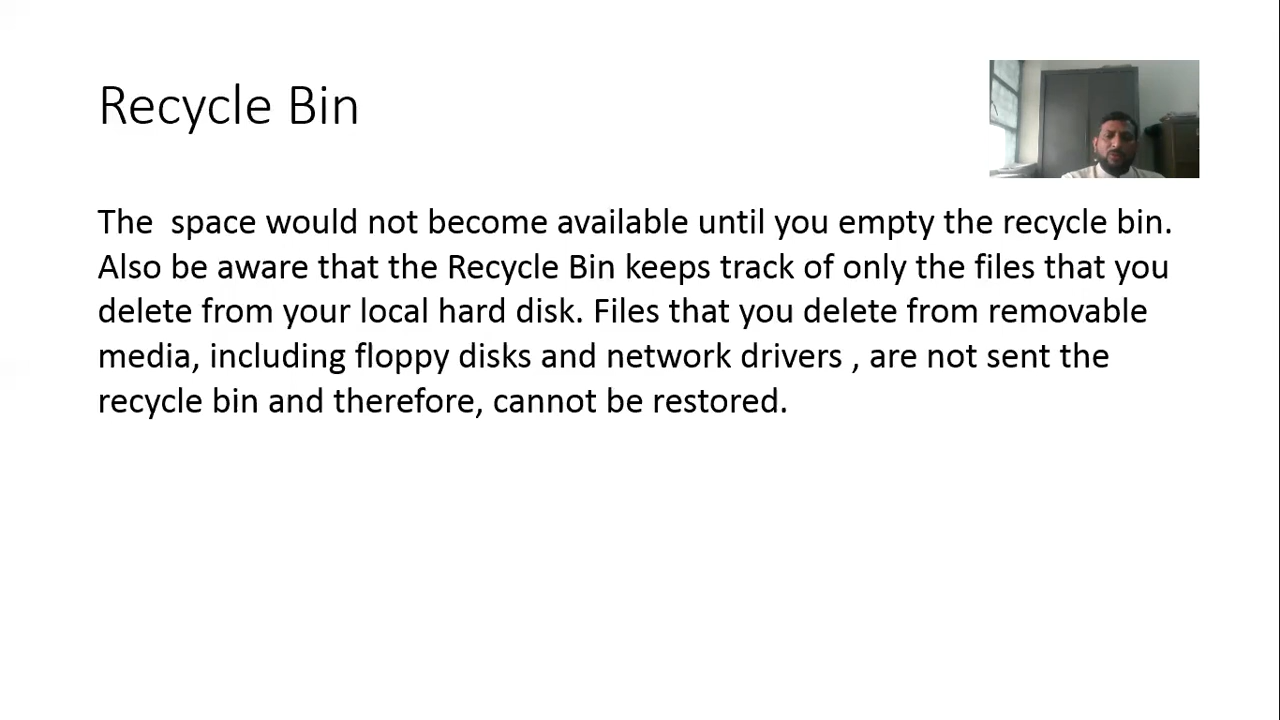 Recycle Bin
The  space would not become available until you empty the recycle bin.
Also be aware that the Recycle Bin keeps track of only the files that you
delete from your local hard disk. Files that you delete from removable
media, including floppy disks and network drivers , are not sent the
recycle bin and therefore, cannot be restored.